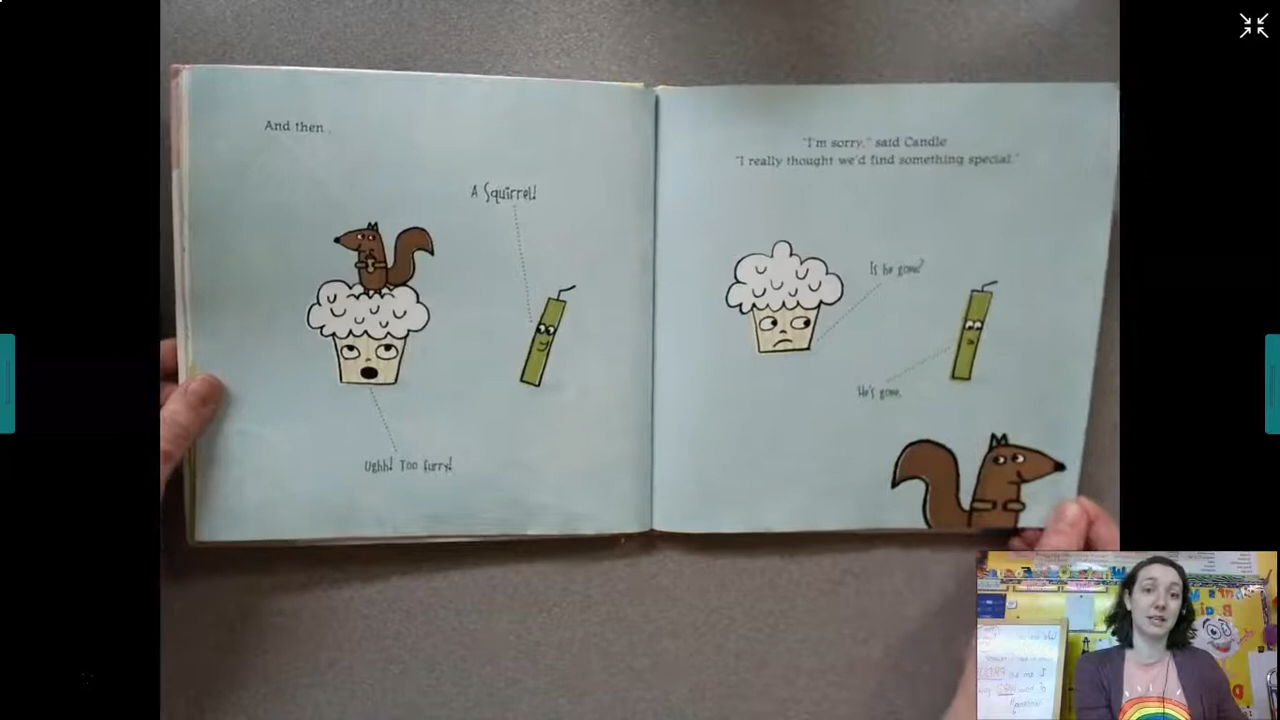 And then .
A Squirrel!
Ughh! Too furry!
"I'm sorry," said Candle
"I really thought we'd find something special."
Is he gone?
He's gone.